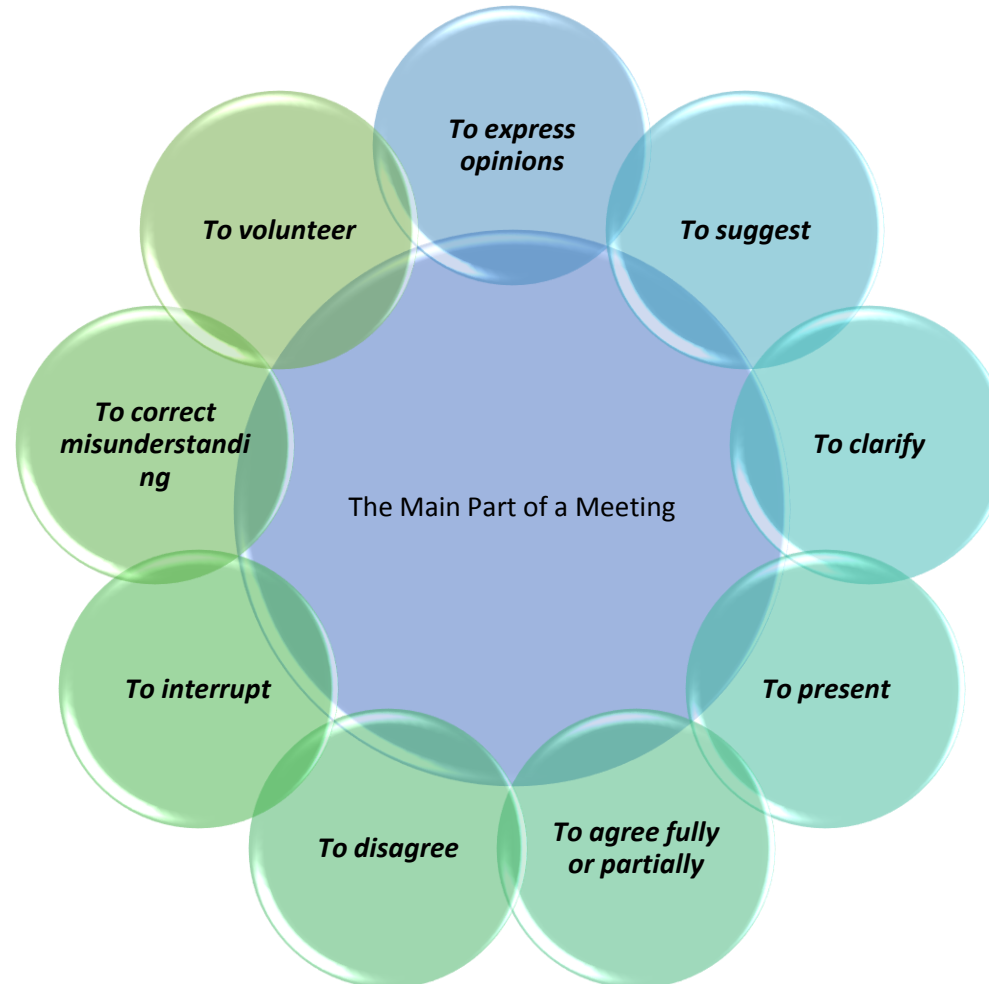 To express
opinions
To suggest
To clarify
To present
To agree fully
or partially
To disagree
To interrupt
To correct
misunderstandi
ng
To volunteer
The Main Part of a Meeting